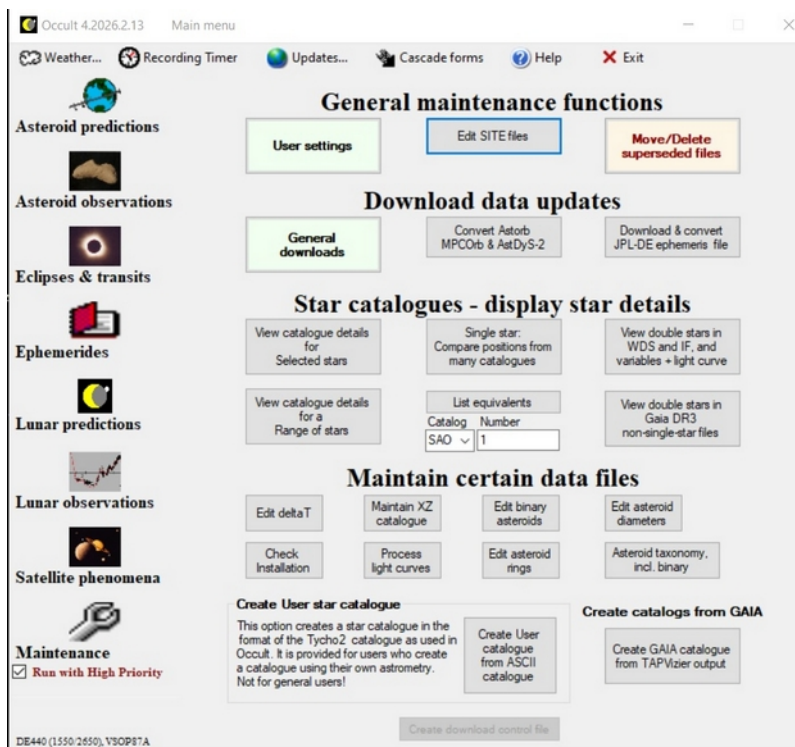 Occult 4.2026.2.13 Main menu
Weather... Recording Timer Updates... Cascade forms Help Exit
Asteroid predictions
Asteroid observations
Eclipses & transits
Ephemerides
Lunar predictions
Lunar observations
Satellite phenomena
Maintenance
Run with High Priority
DE440 (1550/2650), VSOP87A
General maintenance functions
User settings
Edit SITE files
Move/Delete
superseded files
Download data updates
General
downloads
Convert Astorb
MPCOrb & AstDyS-2
Download & convert
JPL-DE ephemeris file
Star catalogues - display star details
View catalogue details
for
Selected stars
Single star:
Compare positions from
many catalogues
View double stars in
WDS and IF, and
variables + light curve
View catalogue details
for a
Range of stars
List equivalents
Catalog Number
SAO 1
View double stars in
Gaia DR3
non-single-star files
Maintain certain data files
Edit deltaT
Maintain XZ
catalogue
Edit binary
asteroids
Edit asteroid
diameters
Check
Installation
Process
light curves
Edit asteroid
rings
Asteroid taxonomy,
incl. binary
Create User star catalogue
This option creates a star catalogue in the
format of the Tycho2 catalogue as used in
Occult. It is provided for users who create
a catalogue using their own astrometry.
Not for general users!
Create User
catalogue
from ASCII
catalogue
Create catalogs from GAIA
Create GAIA catalogue
from TAPVizier output
Create download control file